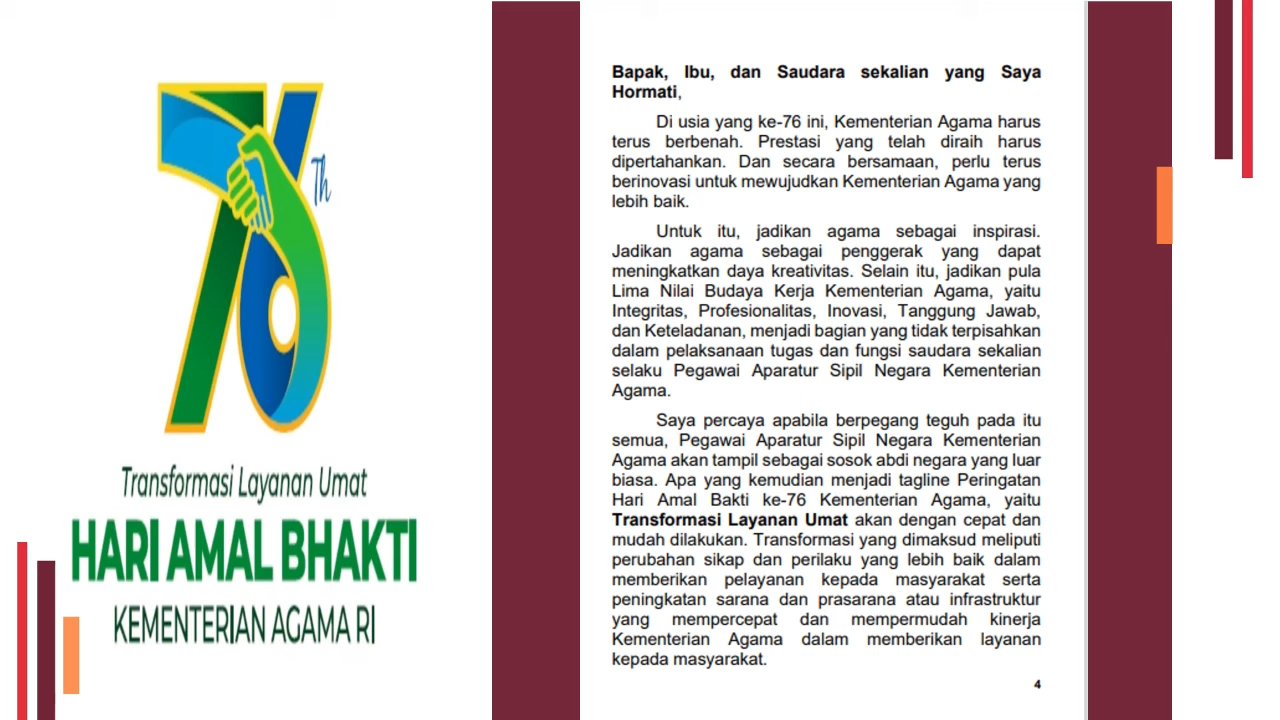 76
Th
Transformasi Layanan Umat
HARI AMAL BHAKTI
KEMENTERIAN AGAMA RI
Bapak, Ibu, dan Saudara sekalian yang Saya
Hormati,
Di usia yang ke-76 ini, Kementerian Agama harus
terus berbenah. Prestasi yang telah diraih harus
dipertahankan. Dan secara bersamaan, perlu terus
berinovasi untuk mewujudkan Kementerian Agama yang
lebih baik.
Untuk itu, jadikan agama sebagai inspirasi.
Jadikan agama sebagai penggerak yang dapat
meningkatkan daya kreativitas. Selain itu, jadikan pula
Lima Nilai Budaya Kerja Kementerian Agama, yaitu
Integritas, Profesionalitas, Inovasi, Tanggung Jawab,
dan Keteladanan, menjadi bagian yang tidak terpisahkan
dalam pelaksanaan tugas dan fungsi saudara sekalian
selaku Pegawai Aparatur Sipil Negara Kementerian
Agama.
Saya percaya apabila berpegang teguh pada itu
semua, Pegawai Aparatur Sipil Negara Kementerian
Agama akan tampil sebagai sosok abdi negara yang luar
biasa. Apa yang kemudian menjadi tagline Peringatan
Hari Amal Bakti ke-76 Kementerian Agama, yaitu
Transformasi Layanan Umat akan dengan cepat dan
mudah dilakukan. Transformasi yang dimaksud meliputi
perubahan sikap dan perilaku yang lebih baik dalam
memberikan pelayanan kepada masyarakat serta
peningkatan sarana dan prasarana atau infrastruktur
yang mempercepat dan mempermudah kinerja
Kementerian Agama dalam memberikan layanan
kepada masyarakat.
4